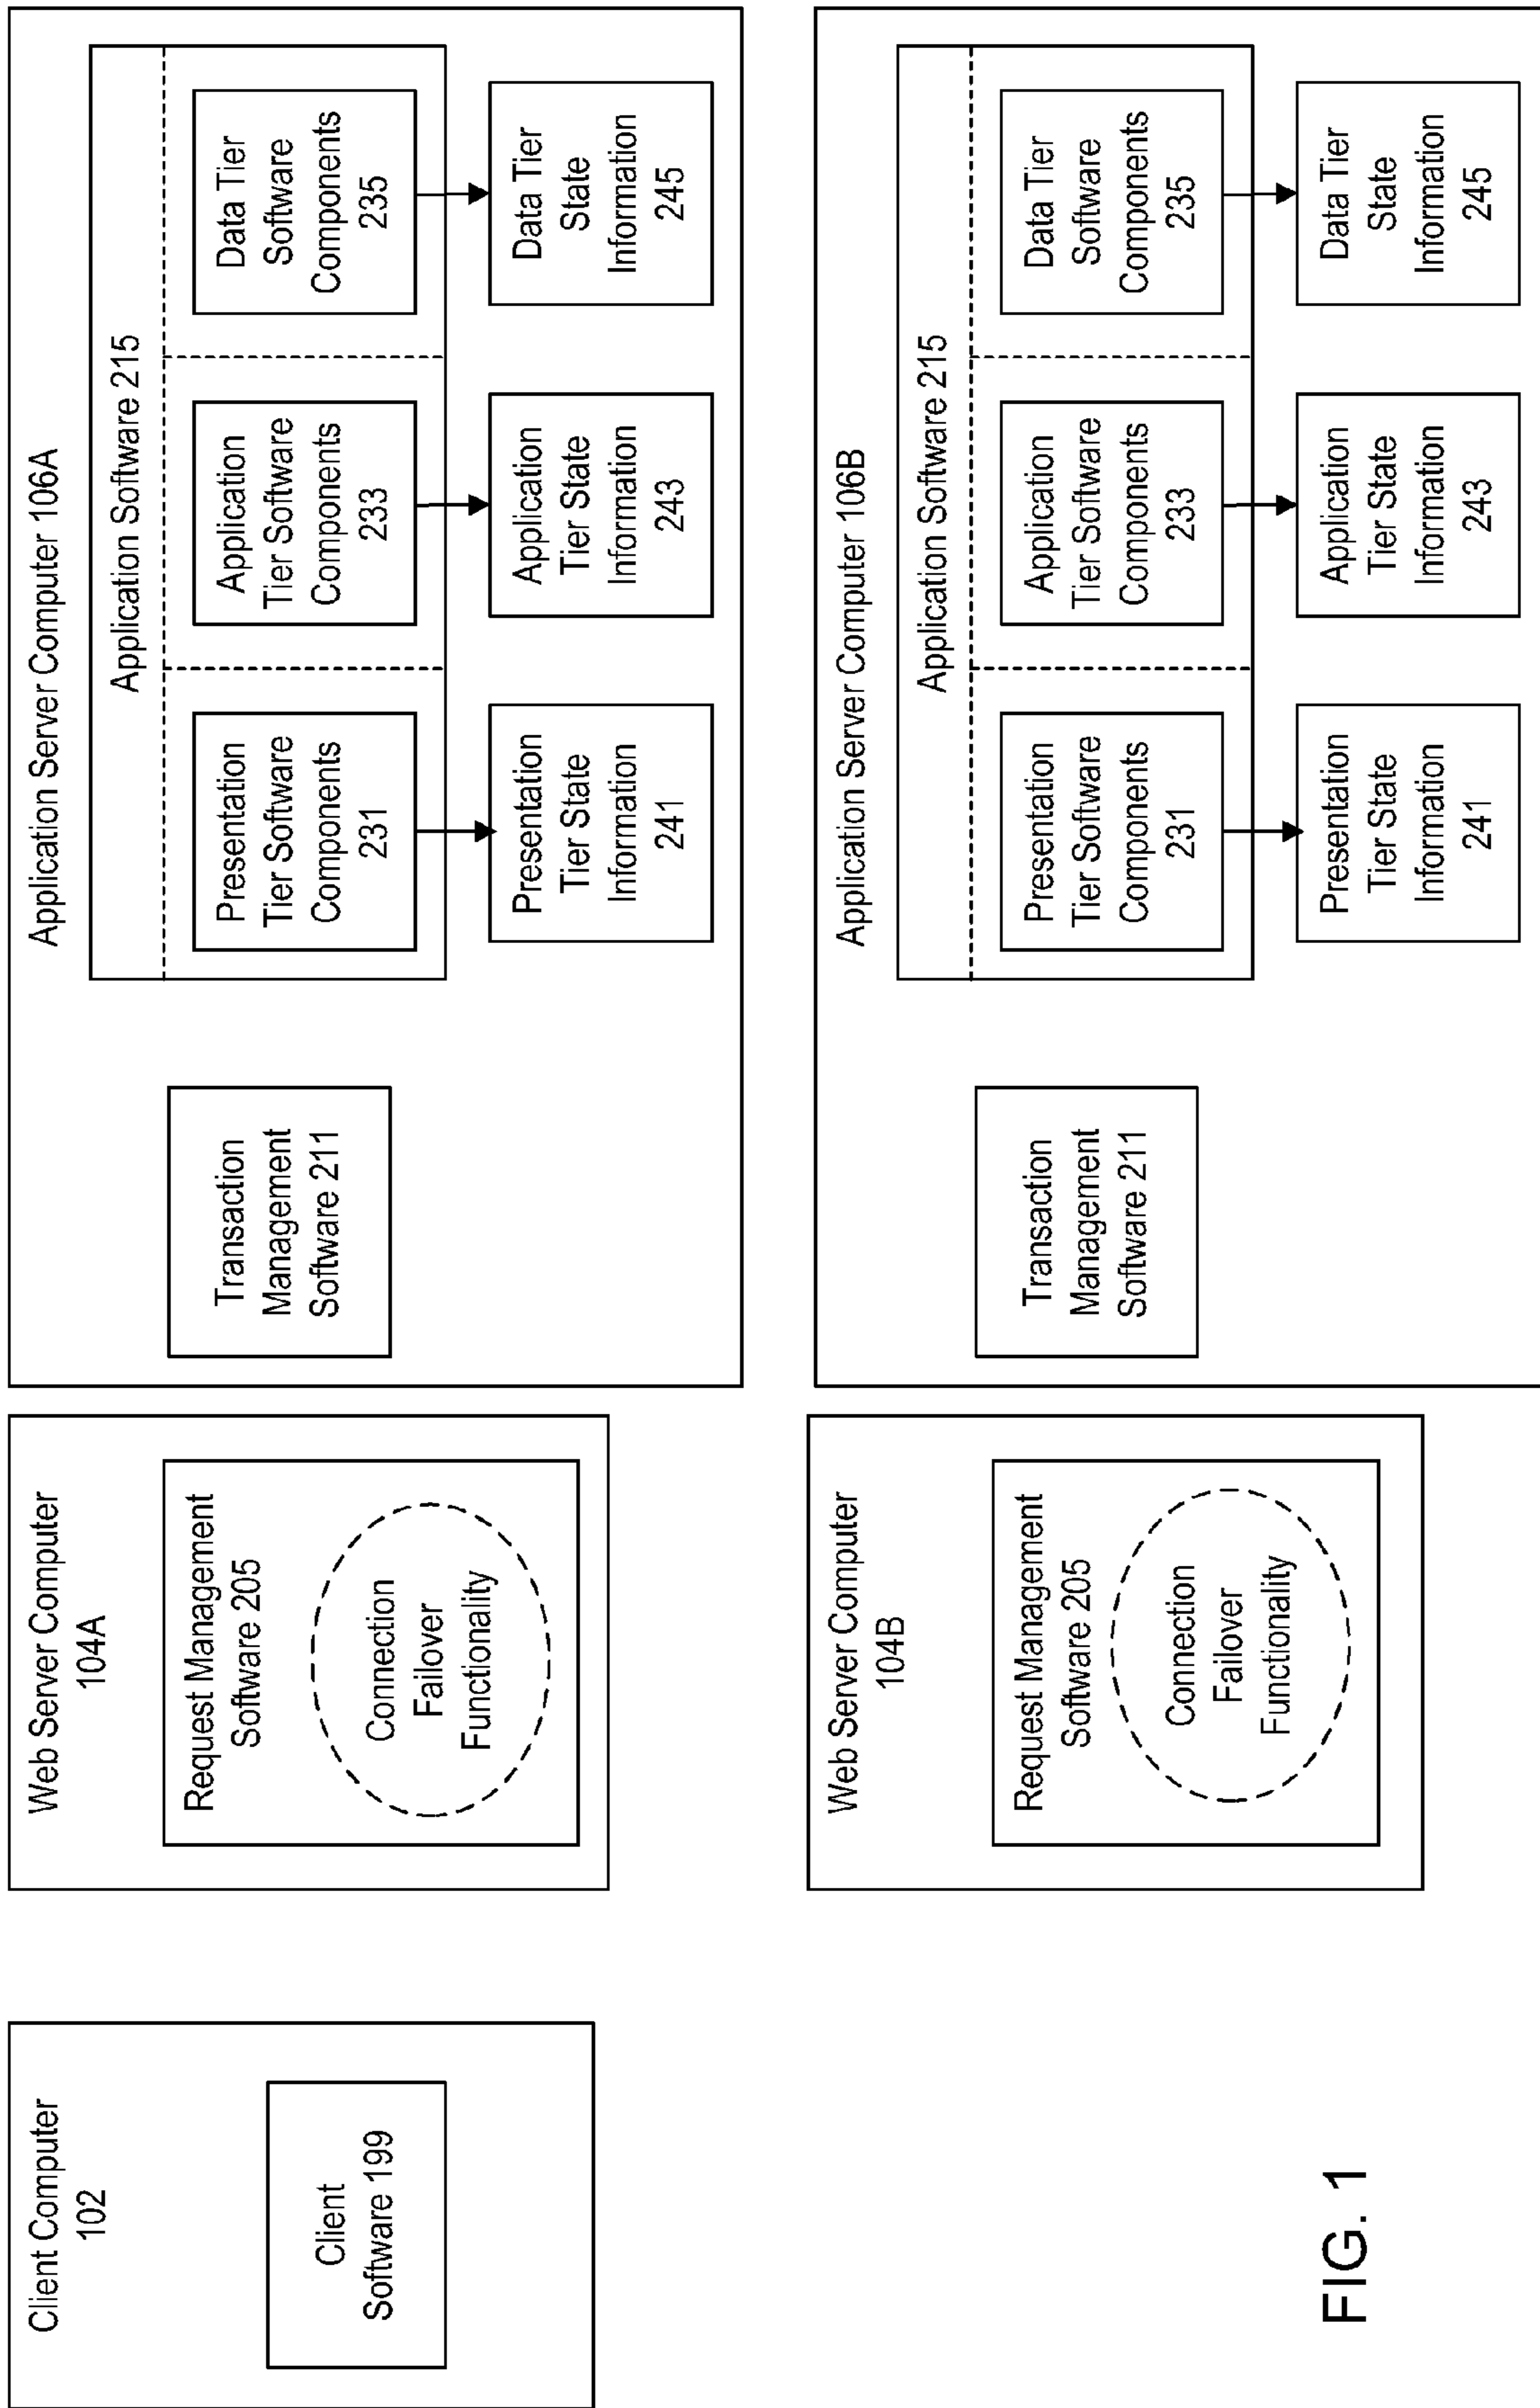 Client Computer
102
Client
Software 199
Web Server Computer
104A
Request Management
Software 205
Connection
Failover
Functionality
Application Server Computer 106A
Transaction
Management
Software 211
Application Software 215
Presentation
Tier Software
Components
231
Application
Tier Software
Components
233
Data Tier
Software
Components
235
Presentation
Tier State
Information
241
Application
Tier State
Information
243
Data Tier
State
Information
245
Web Server Computer
104B
Request Management
Software 205
Connection
Failover
Functionality
Application Server Computer 106B
Transaction
Management
Software 211
Application Software 215
Presentation
Tier Software
Components
231
Application
Tier Software
Components
233
Data Tier
Software
Components
235
Presentation
Tier State
Information
241
Application
Tier State
Information
243
Data Tier
State
Information
245
FIG. 1